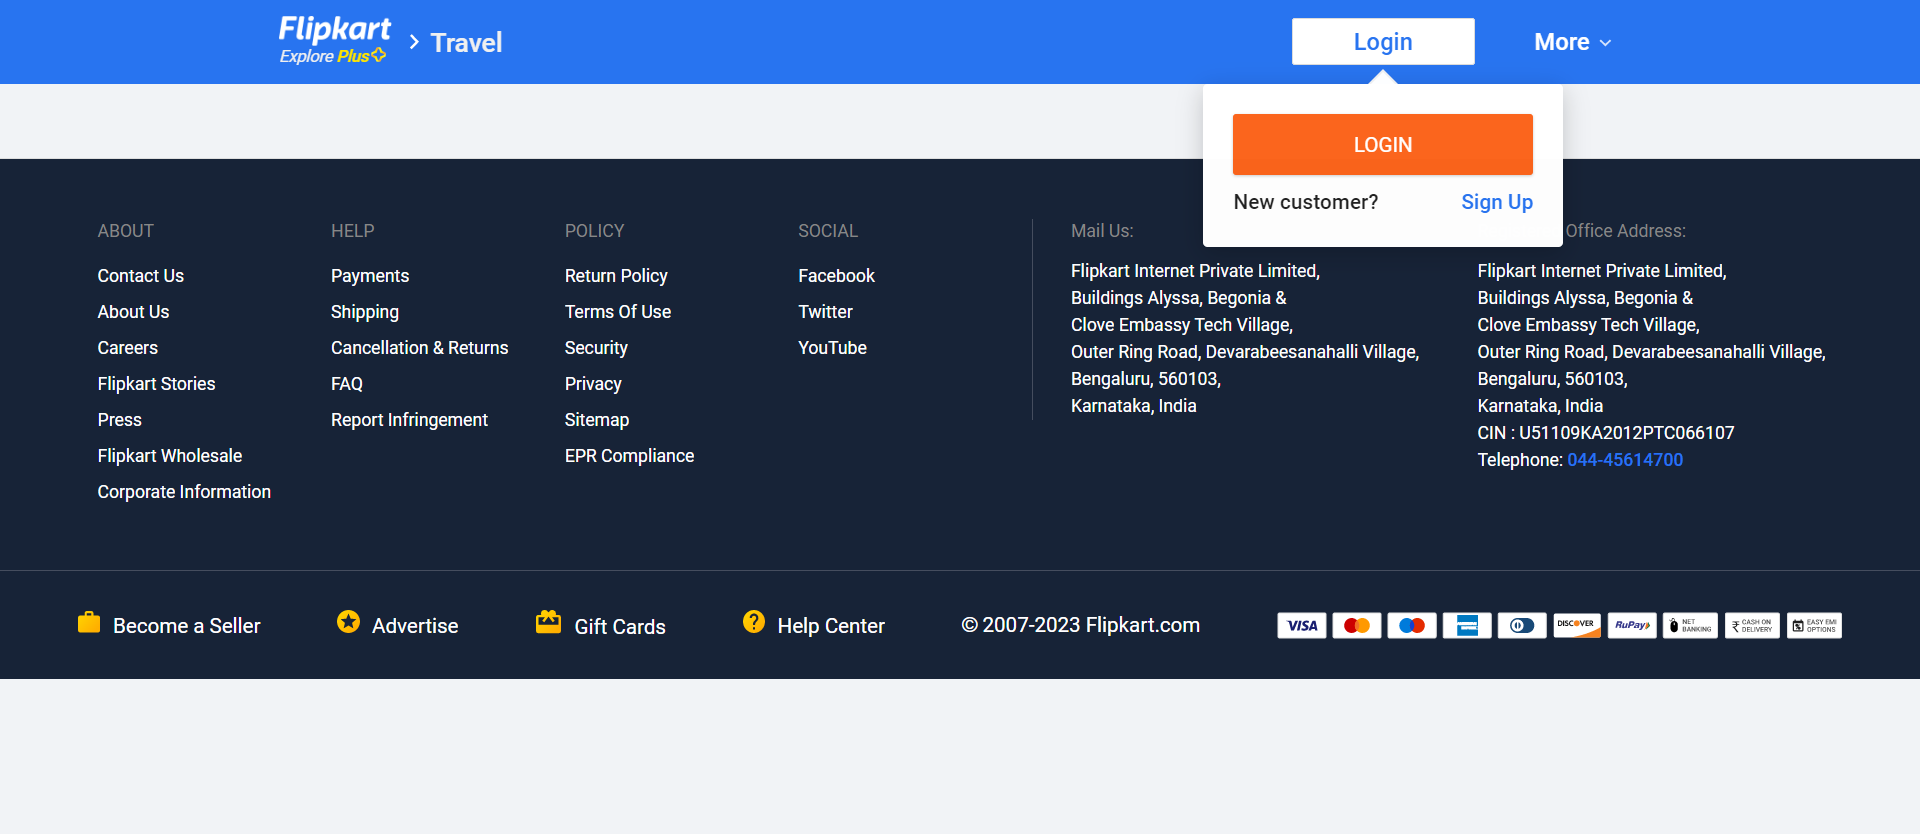 Flipkart
Explore Plus
Travel
Login
More
LOGIN
New customer? Sign Up
ABOUT
Contact Us
About Us
Careers
Flipkart Stories
Press
Flipkart Wholesale
Corporate Information
HELP
Payments
Shipping
Cancellation & Returns
FAQ
Report Infringement
POLICY
Return Policy
Terms Of Use
Security
Privacy
Sitemap
EPR Compliance
SOCIAL
Facebook
Twitter
YouTube
Mail Us:
Flipkart Internet Private Limited,
Buildings Alyssa, Begonia &
Clove Embassy Tech Village,
Outer Ring Road, Devarabeesanahalli Village,
Bengaluru, 560103,
Karnataka, India
Office Address:
Flipkart Internet Private Limited,
Buildings Alyssa, Begonia &
Clove Embassy Tech Village,
Outer Ring Road, Devarabeesanahalli Village,
Bengaluru, 560103,
Karnataka, India
CIN : U51109KA2012PTC066107
Telephone: 044-45614700
Become a Seller
Advertise
Gift Cards
Help Center
© 2007-2023 Flipkart.com
VISA
DISCOVER
RuPay
NET
BANKING
CASH ON
DELIVERY
EASY EMI
OPTIONS